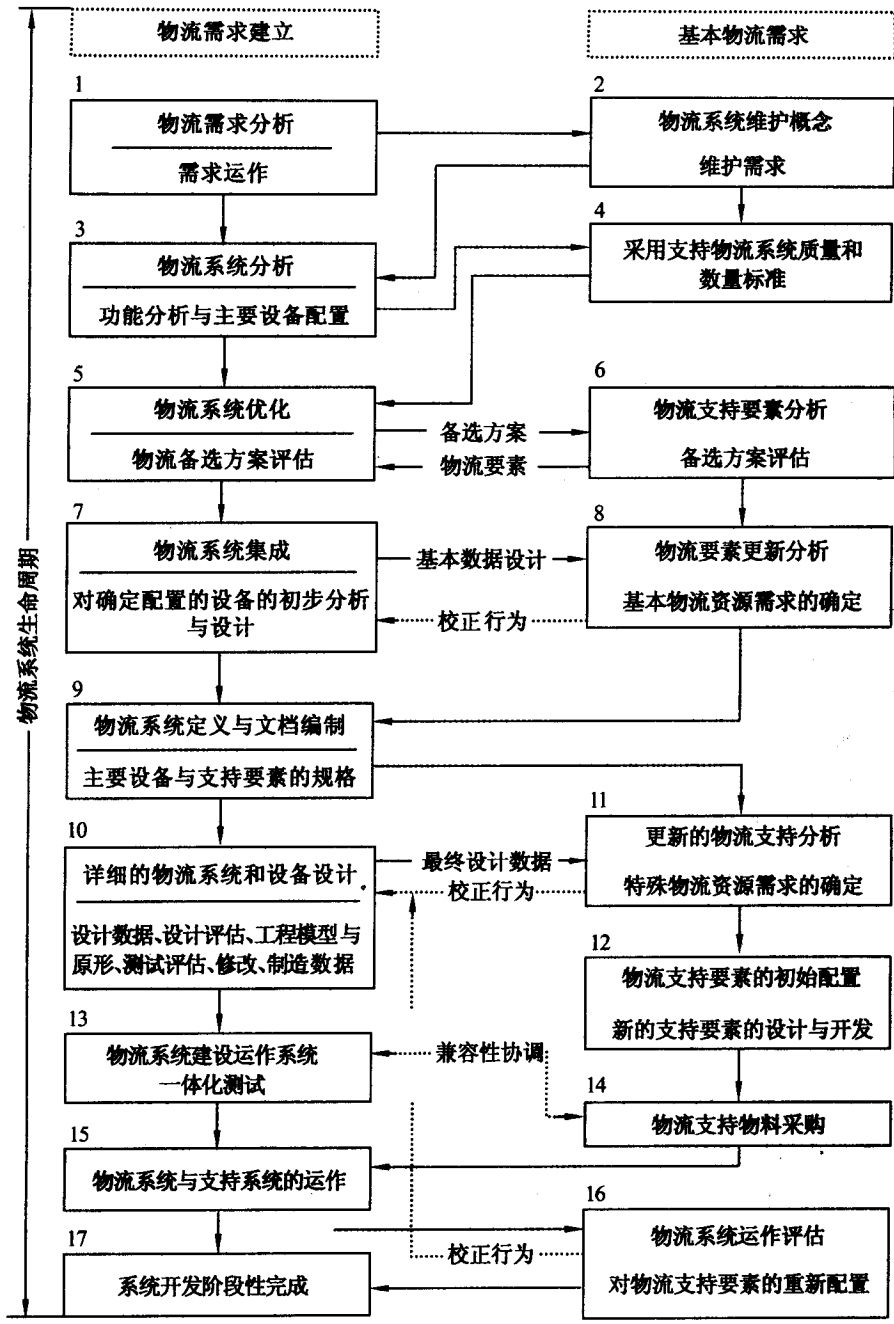 物流需求建立
基本物流需求
1
物流需求分析
需求运作
2
物流系统维护概念
维护需求
3
物流系统分析
功能分析与主要设备配置
4
采用支持物流系统质量和
数量标准
5
物流系统优化
物流备选方案评估
备选方案
物流要素
6
物流支持要素分析
备选方案评估
7
物流系统集成
对确定配置的设备的初步分析
与设计
基本数据设计
校正行为
8
物流要素更新分析
基本物流资源需求的确定
9
物流系统定义与文档编制
主要设备与支持要素的规格
10
详细的物流系统和设备设计
设计数据、设计评估、工程模型与
原形、测试评估、修改、制造数据
最终设计数据
校正行为
11
更新的物流支持分析
特殊物流资源需求的确定
12
物流支持要素的初始配置
新的支持要素的设计与开发
13
物流系统建设运作系统
一体化测试
兼容性协调
14
物流支持物料采购
15
物流系统与支持系统的运作
16
物流系统运作评估
对物流支持要素的重新配置
校正行为
17
系统开发阶段性完成
物流系统生命周期